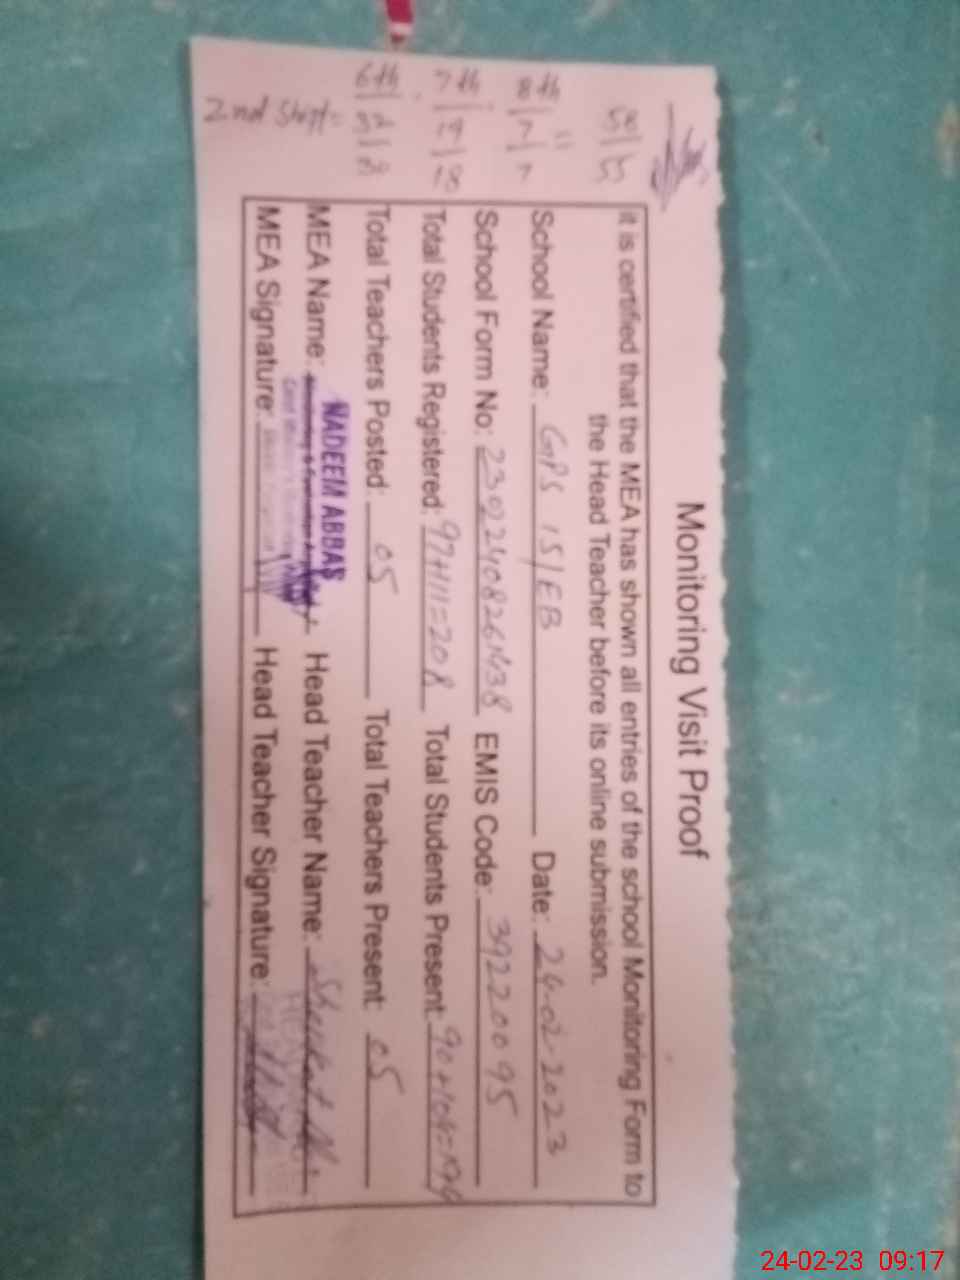 Monitoring Visit Proof
It is certified that the MEA has shown all entries of the school Monitoring Form to
the Head Teacher before its online submission.
School Name: GPS 151EB Date: 24-02-2023
School Form No: EMIS Code: 39220095
Total Students Registered: 97+111=208 Total Students Present:
Total Teachers Posted: 05 Total Teachers Present: 05
MEA Name: NADEEM ABBAS Head Teacher Name:
MEA Signature: Head Teacher Signature:
58/55
8th/7/7
7th/19/18
6th/32
2nd Shift=
24-02-23 09:17